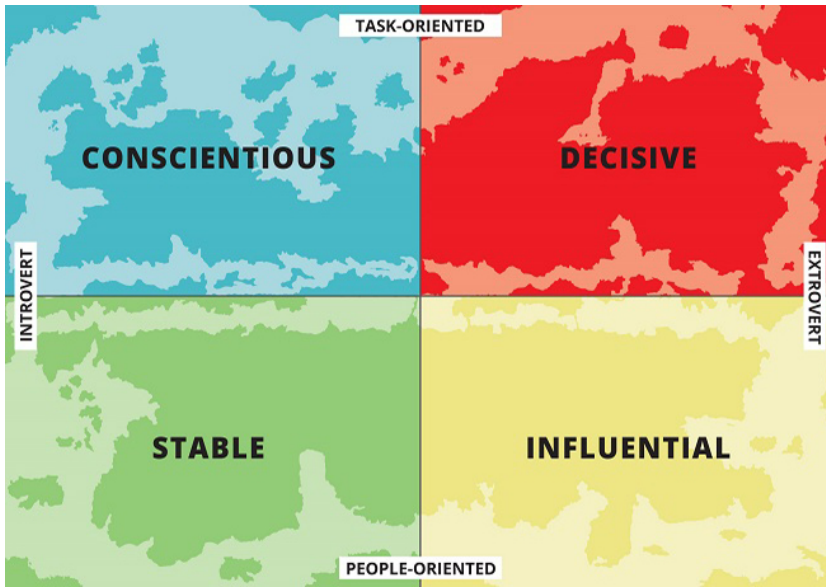 TASK-ORIENTED
CONSCIENTIOUS
DECISIVE
INTROVERT
EXTROVERT
STABLE
INFLUENTIAL
PEOPLE-ORIENTED